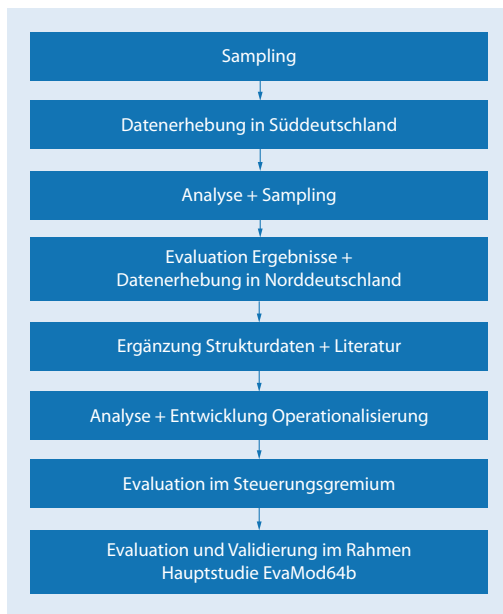 Sampling
Datenerhebung in Süddeutschland
Analyse + Sampling
Evaluation Ergebnisse +
Datenerhebung in Norddeutschland
Ergänzung Strukturdaten + Literatur
Analyse + Entwicklung Operationalisierung
Evaluation im Steuerungsgremium
Evaluation und Validierung im Rahmen
Hauptstudie EvaMod64b